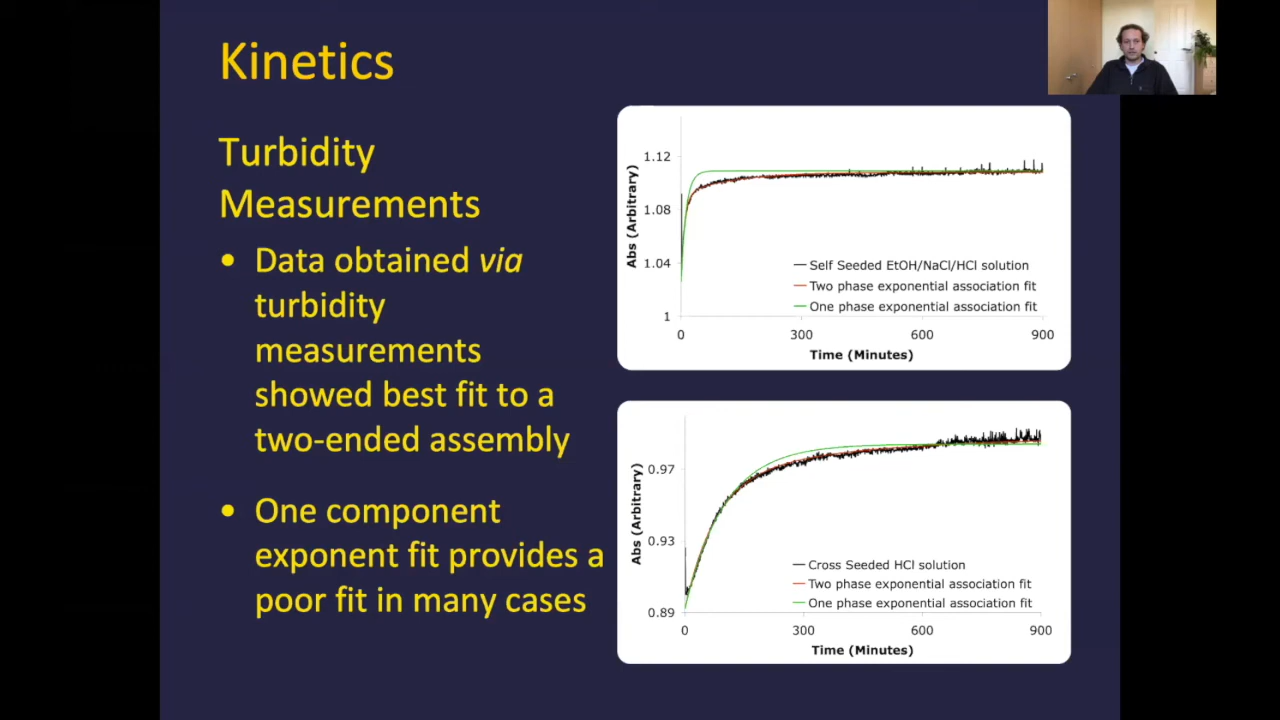 Kinetics
Turbidity
Measurements
• Data obtained via
turbidity
measurements
showed best fit to a
two-ended assembly
• One component
exponent fit provides a
poor fit in many cases
Abs (Arbitrary)
1.12
1.08
1.04
1
Self Seeded EtOH/NaCl/HCl solution
Two phase exponential association fit
One phase exponential association fit
0 300 600 900
Time (Minutes)
Abs (Arbitrary)
0.97
0.93
0.89
Cross Seeded HCl solution
Two phase exponential association fit
One phase exponential association fit
0 300 600 900
Time (Minutes)